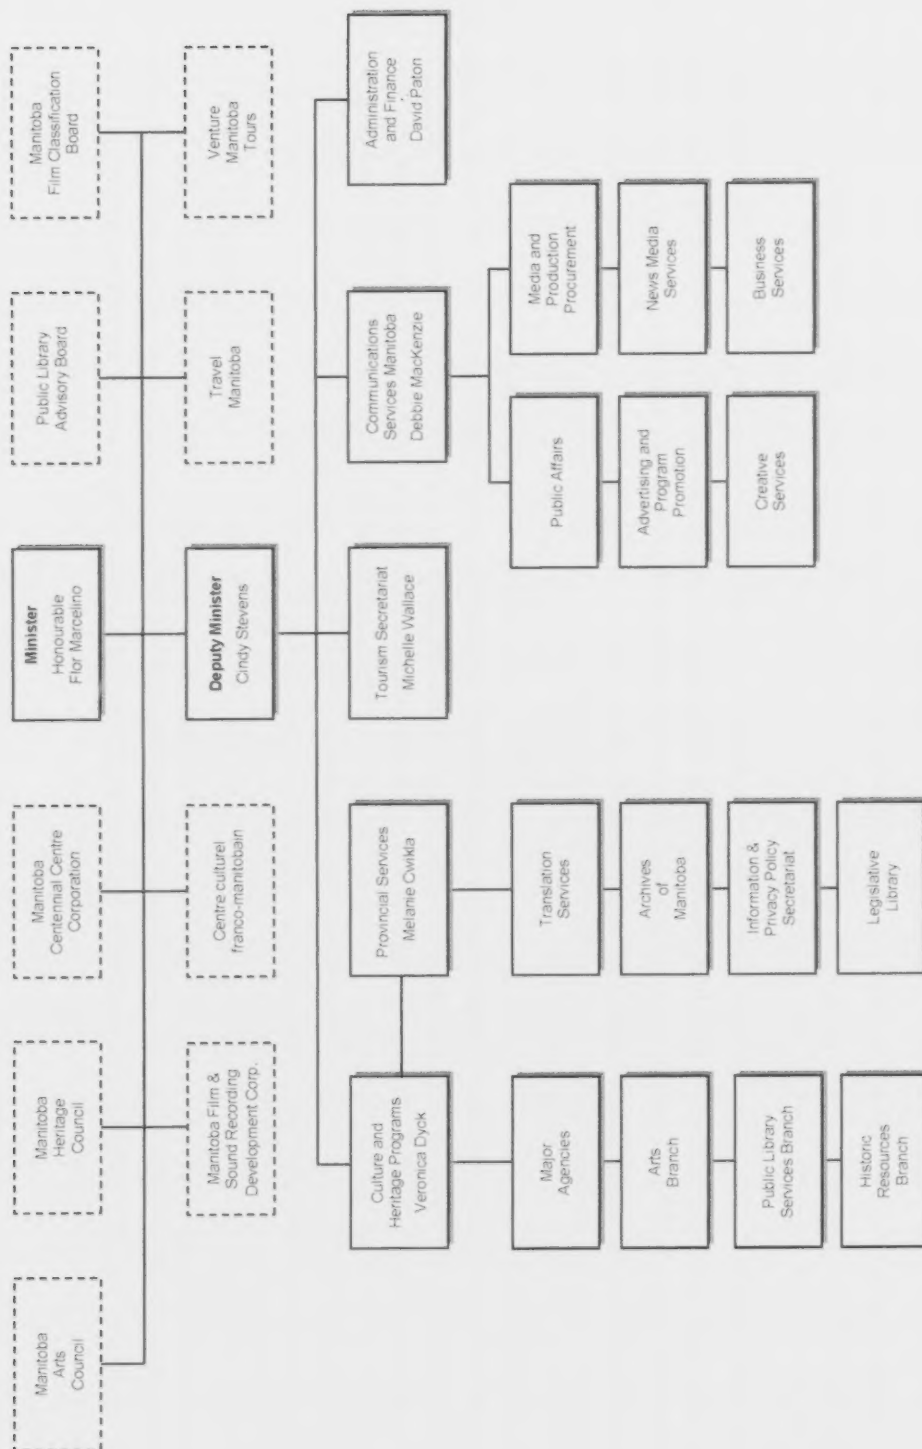 Manitoba
Arts
Council
Manitoba
Heritage
Council
Manitoba
Centennial Centre
Corporation
Minister
Honourable
Flor Marcelino
Public Library
Advisory Board
Manitoba
Film Classification
Board
Manitoba Film &
Sound Recording
Development Corp.
Centre culturel
franco-manitobain
Deputy Minister
Cindy Stevens
Travel
Manitoba
Venture
Manitoba
Tours
Culture and
Heritage Programs
Veronica Dyck
Provincial Services
Melanie Cwikla
Tourism Secretariat
Michelle Wallace
Communications
Services Manitoba
Debbie MacKenzie
Administration
and Finance
David Paton
Major
Agencies
Arts
Branch
Public Library
Services Branch
Historic
Resources
Branch
Translation
Services
Archives
of
Manitoba
Information &
Privacy Policy
Secretariat
Legislative
Library
Public Affairs
Advertising and
Program
Promotion
Creative
Services
Media and
Production
Procurement
News Media
Services
Business
Services